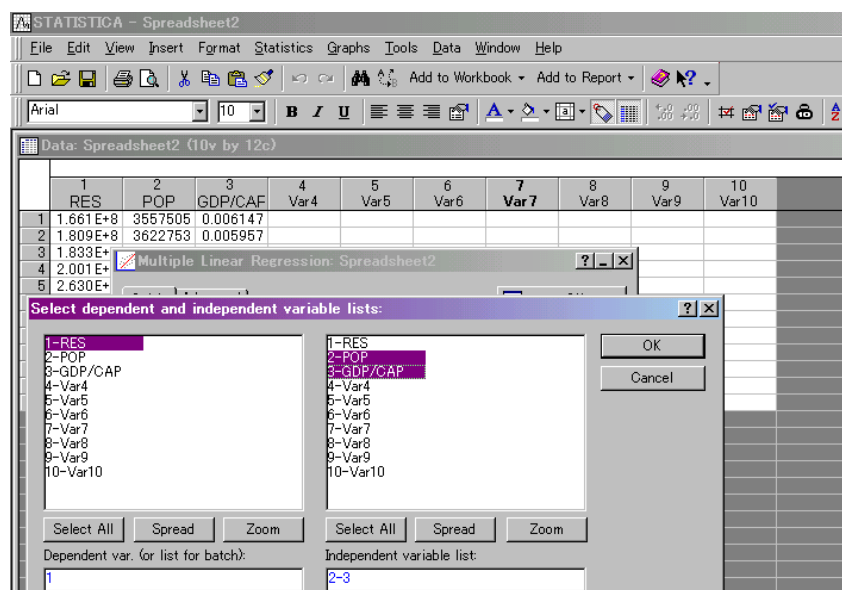 STATISTICA - Spreadsheet2
File Edit View Insert Format Statistics Graphs Tools Data Window Help
Add to Workbook Add to Report
Arial 10 B I U
Data: Spreadsheet2 (10v by 12c)
1 2 3 4 5 6 7 8 9 10
RES POP GDP/CAF Var4 Var5 Var6 Var7 Var8 Var9 Var10
1 1.661E+8 3557505 0.006147
2 1.809E+8 3622753 0.005957
3 1.833E+
Multiple Linear Regression: Spreadsheet2
4 2.001E+
5 2.630E+
Select dependent and independent variable lists:
1-RES 1-RES OK
2-POP 2-POP
3-GDP/CAP 3-GDP/CAP Cancel
4-Var4 4-Var4
5-Var5 5-Var5
6-Var6 6-Var6
7-Var7 7-Var7
8-Var8 8-Var8
9-Var9 9-Var9
10-Var10 10-Var10
Select All Spread Zoom Select All Spread Zoom
Dependent var. (or list for batch): Independent variable list:
1 2-3